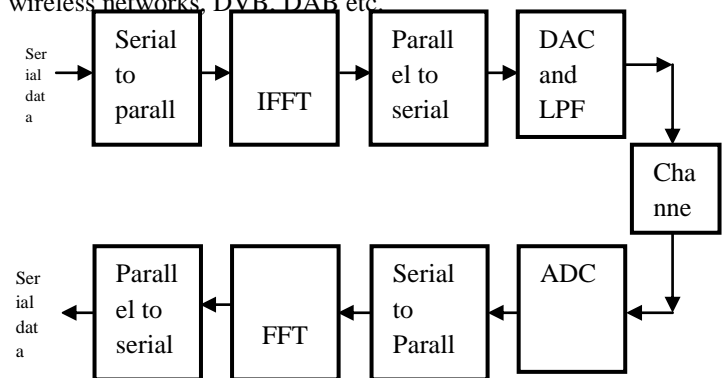 wireless networks, DVB, DAB etc.
Ser
ial
dat
a
Serial
to
parall
IFFT
Parall
el to
serial
DAC
and
LPF
Cha
nne
Ser
ial
dat
a
Parall
el to
serial
FFT
Serial
to
Parall
ADC